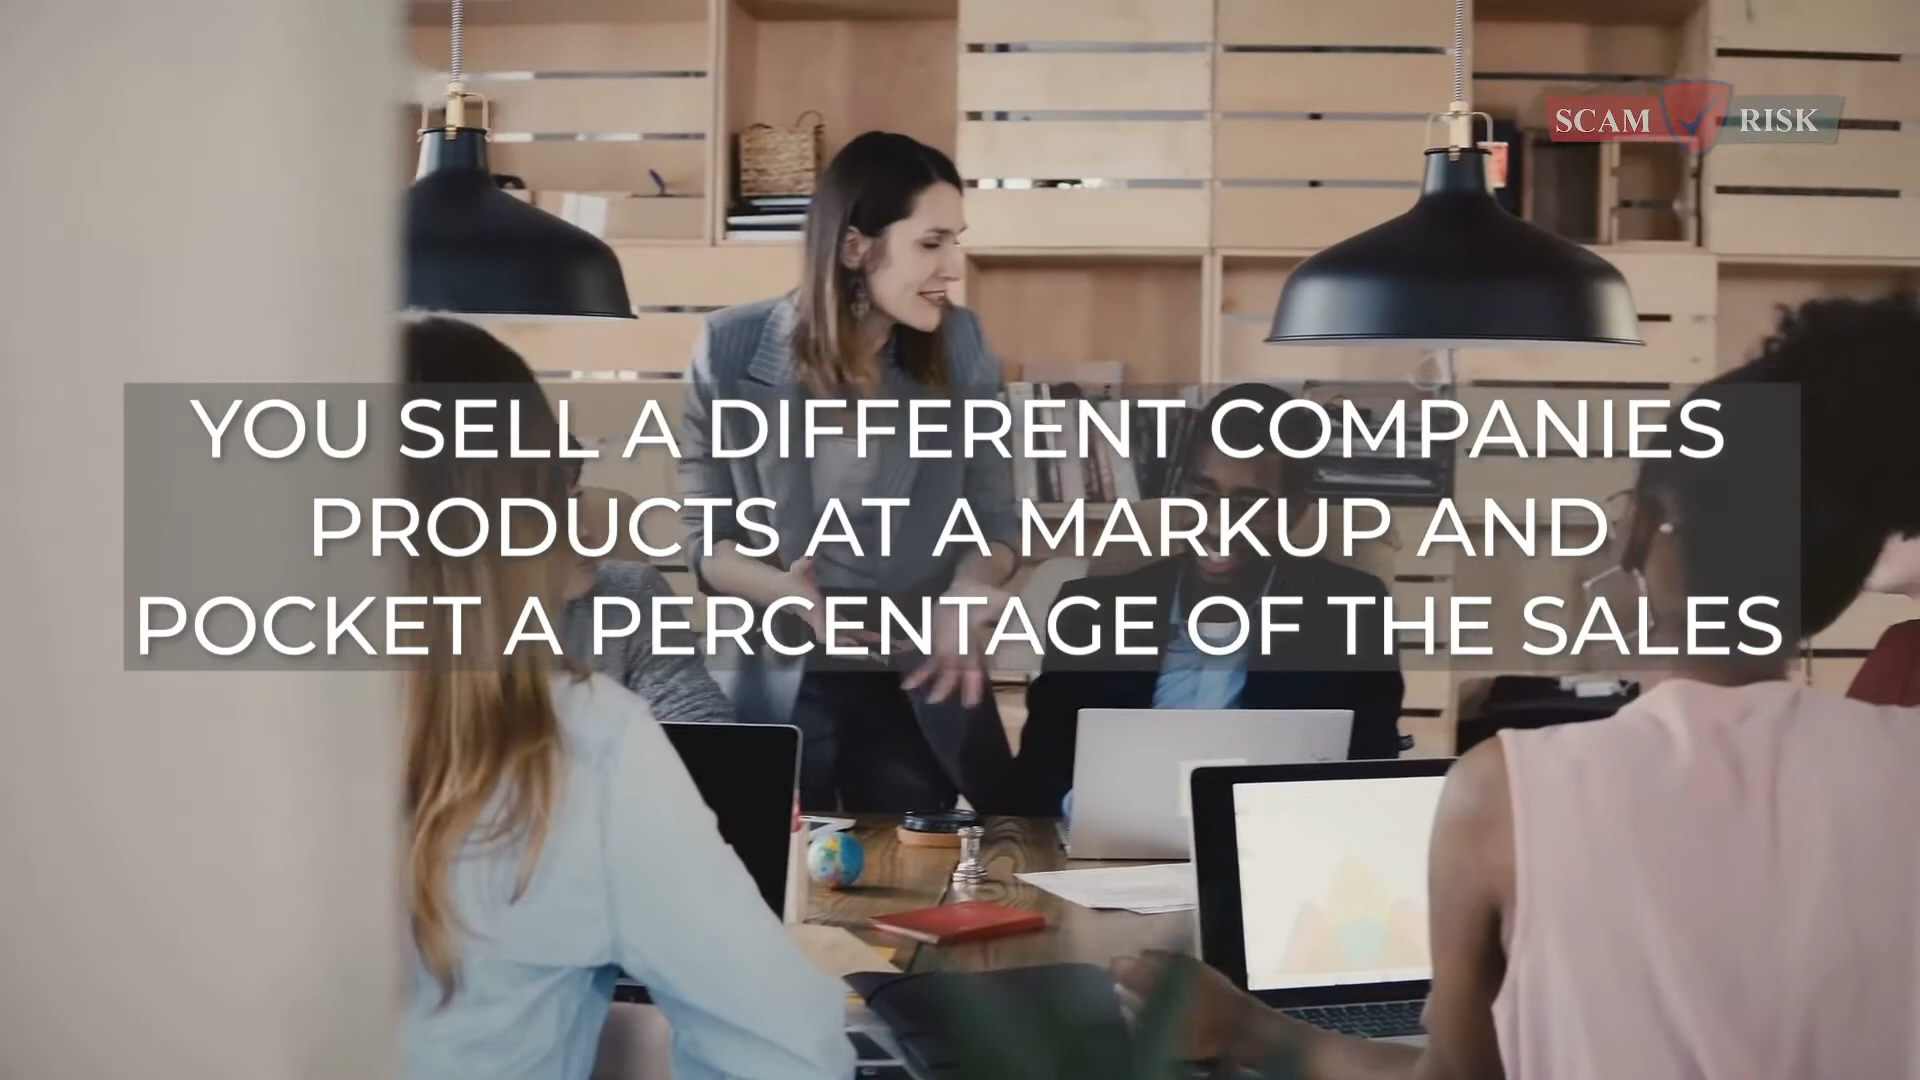 SCAM RISK
YOU SELL A DIFFERENT COMPANIES
PRODUCTS AT A MARKUP AND
POCKET A PERCENTAGE OF THE SALES